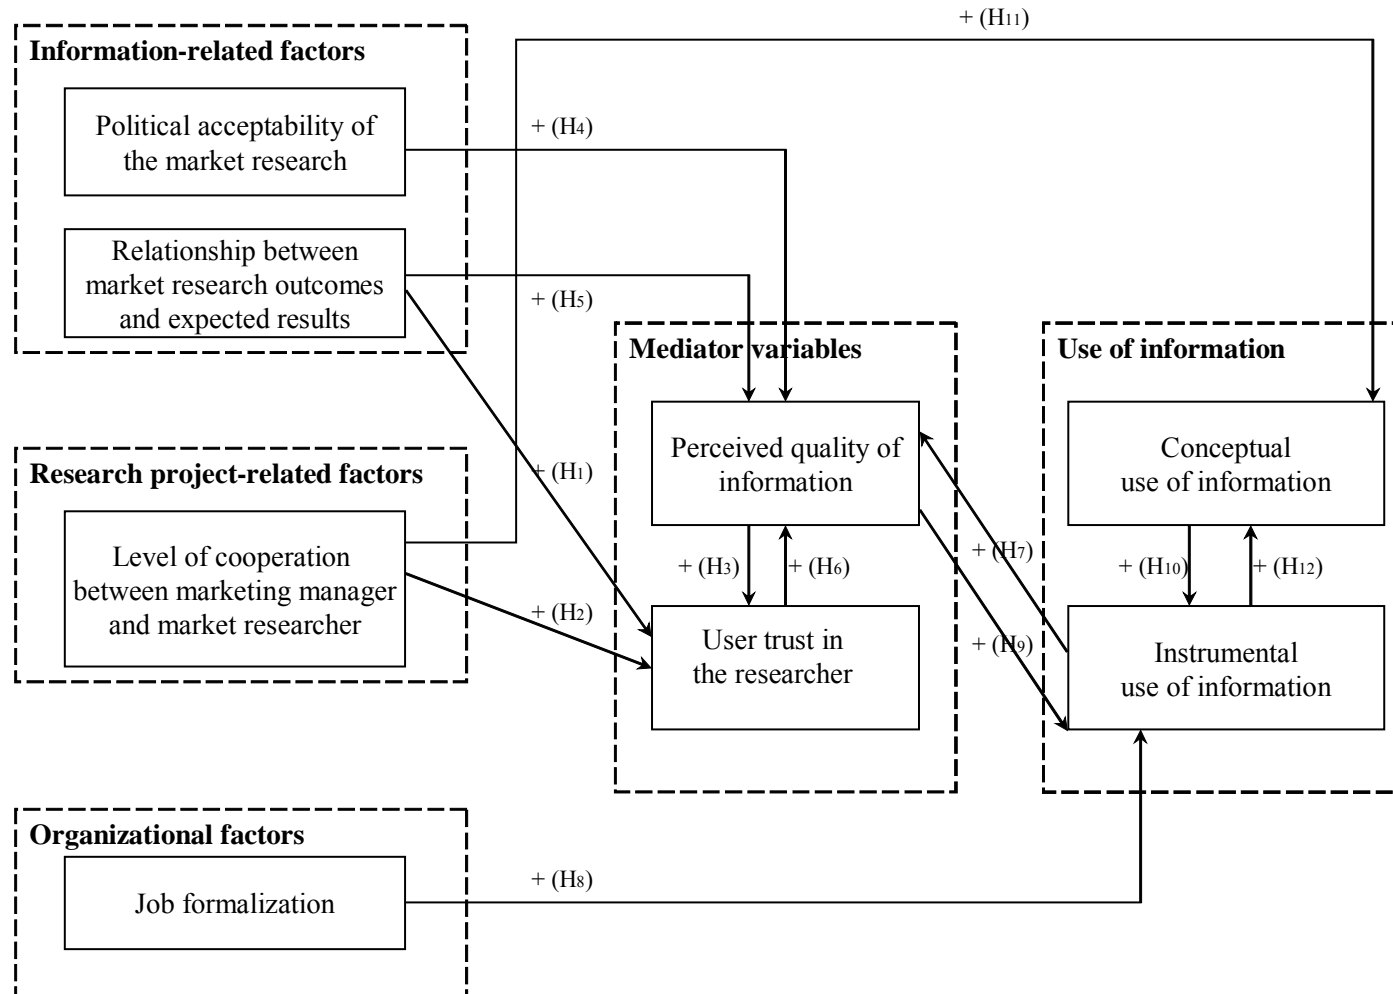 + (H11)
Information-related factors
Political acceptability of
the market research
+ (H4)
Relationship between
market research outcomes
and expected results
+ (H5)
Mediator variables
Use of information
Perceived quality of
information
Conceptual
use of information
Research project-related factors
+ (H1)
Level of cooperation
between marketing manager
and market researcher
+ (H2)
+ (H3)
+ (H6)
+ (H7)
+ (H10)
+ (H12)
User trust in
the researcher
+ (H9)
Instrumental
use of information
Organizational factors
Job formalization
+ (H8)